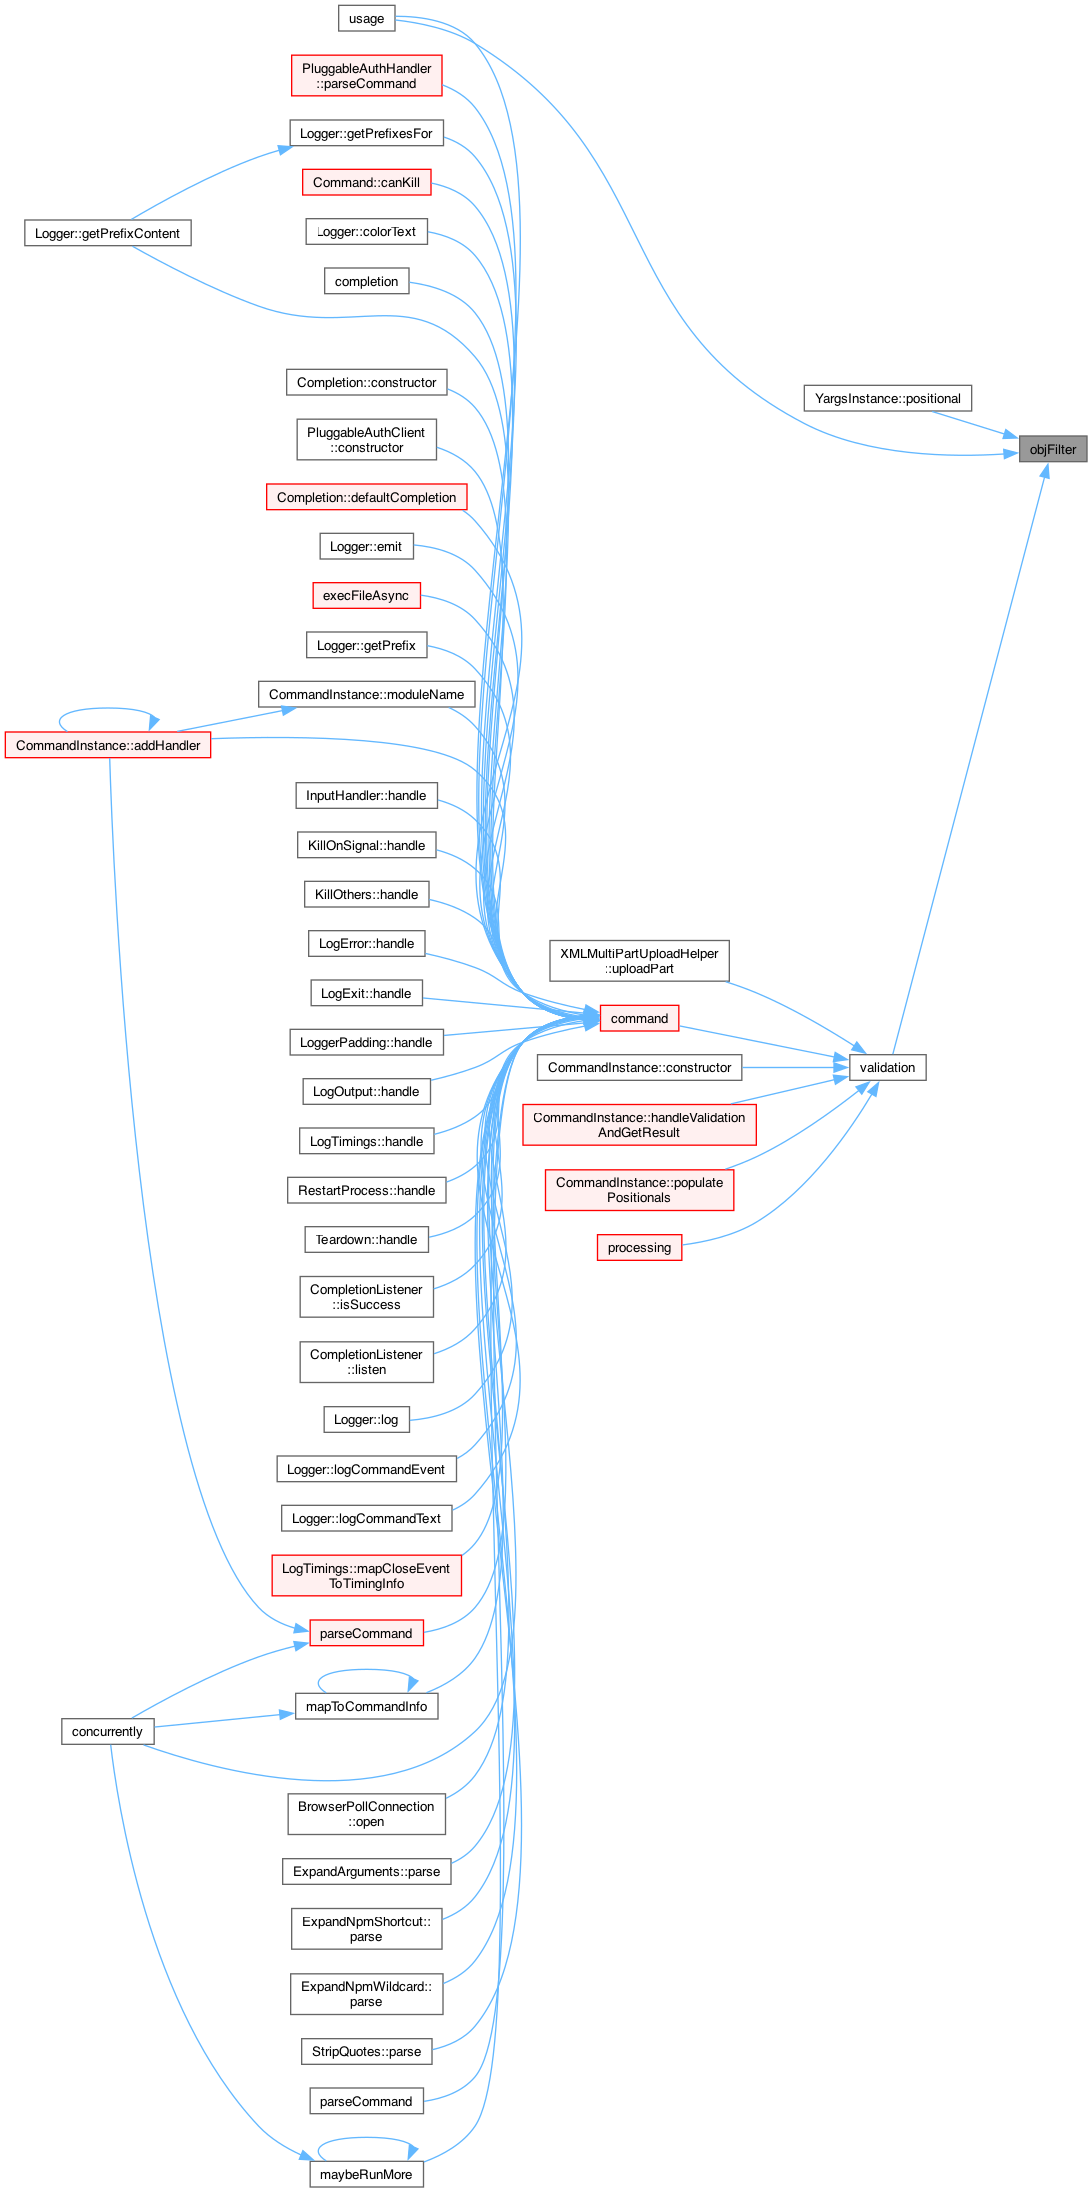 usage
PluggableAuthHandler
::parseCommand
Logger::getPrefixesFor
Command::canKill
Logger::colorText
Logger::getPrefixContent
completion
Completion::constructor
YargsInstance::positional
PluggableAuthClient
::constructor
objFilter
Completion::defaultCompletion
Logger::emit
execFileAsync
Logger::getPrefix
CommandInstance::moduleName
CommandInstance::addHandler
InputHandler::handle
KillOnSignal::handle
KillOthers::handle
LogError::handle
XMLMultiPartUploadHelper
::uploadPart
LogExit::handle
command
LoggerPadding::handle
CommandInstance::constructor
validation
LogOutput::handle
CommandInstance::handleValidation
AndGetResult
LogTimings::handle
CommandInstance::populate
Positionals
RestartProcess::handle
Teardown::handle
processing
CompletionListener
::isSuccess
CompletionListener
::listen
Logger::log
Logger::logCommandEvent
Logger::logCommandText
LogTimings::mapCloseEvent
ToTimingInfo
parseCommand
mapToCommandInfo
concurrently
BrowserPollConnection
::open
ExpandArguments::parse
ExpandNpmShortcut::
parse
ExpandNpmWildcard::
parse
StripQuotes::parse
parseCommand
maybeRunMore